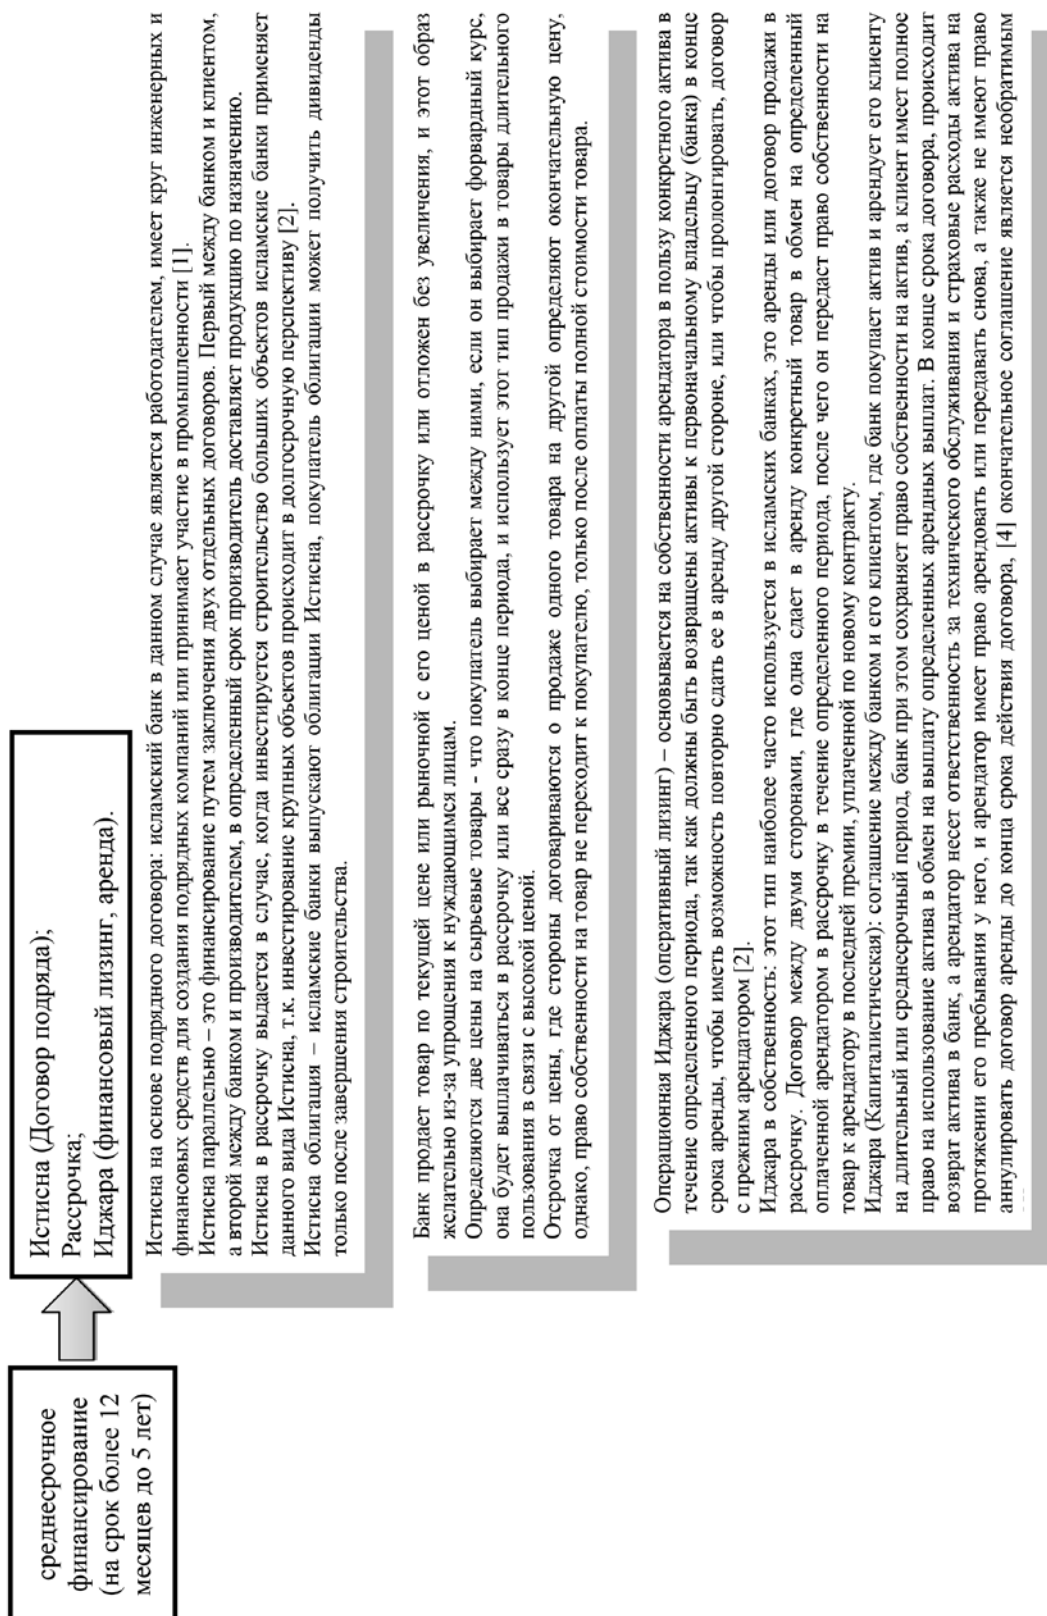 среднесрочное
финансирование
(на срок более 12
месяцев до 5 лет)
Истисна (Договор подряда);
Рассрочка;
Иджара (финансовый лизинг, аренда).
Истисна на основе подрядного договора: исламский банк в данном случае является работодателем, имеет круг инженерных и
финансовых средств для создания подрядных компаний или принимает участие в промышленности [1].
Истисна параллельно – это финансирование путем заключения двух отдельных договоров. Первый между банком и клиентом,
а второй между банком и производителем, в определенный срок производитель доставляет продукцию по назначению.
Истисна в рассрочку выдается в случае, когда инвестируется строительство больших объектов исламские банки применяет
данного вида Истисна, т.к. инвестирование крупных объектов происходит в долгосрочную перспективу [2].
Истисна облигация – исламские банки выпускают облигации Истисна, покупатель облигации может получить дивиденды
только после завершения строительства.
Банк продает товар по текущей цене или рыночной с его ценой в рассрочку или отложен без увеличения, и этот образ
желательно из-за упрощения к нуждающимся лицам.
Определяются две цены на сырьевые товары - что покупатель выбирает между ними, если он выбирает форвардный курс,
она будет выплачиваться в рассрочку или все сразу в конце периода, и использует этот тип продажи в товары длительного
пользования в связи с высокой ценой.
Отсрочка от цены, где стороны договариваются о продаже одного товара на другой определяют окончательную цену,
однако, право собственности на товар не переходит к покупателю, только после оплаты полной стоимости товара.
Операционная Иджара (оперативный лизинг) – основывается на собственности арендатора в пользу конкретного актива в
течение определенного периода, так как должны быть возвращены активы к первоначальному владельцу (банка) в конце
срока аренды, чтобы иметь возможность повторно сдать ее в аренду другой стороне, или чтобы пролонгировать, договор
с прежним арендатором [2].
Иджара в собственность: этот тип наиболее часто используется в исламских банках, это аренды или договор продажи в
рассрочку. Договор между двумя сторонами, где одна сдает в аренду конкретный товар в обмен на определенный
оплаченной арендатором в рассрочку в течение определенного периода, после чего он передаст право собственности на
товар к арендатору в последней премии, уплаченной по новому контракту.
Иджара (Капиталистическая): соглашение между банком и его клиентом, где банк покупает актив и арендует его клиенту
на длительный или среднесрочный период, банк при этом сохраняет право собственности на актив, а клиент имеет полное
право на использование актива в обмен на выплату определенных арендных выплат. В конце срока договора, происходит
возврат актива в банк, а арендатор несет ответственность за технического обслуживания и страховые расходы актива на
протяжении его пребывания у него, и арендатор имеет право арендовать или передавать снова, а также не имеют право
аннулировать договор аренды до конца срока действия договора, [4] окончательное соглашение является необратимым